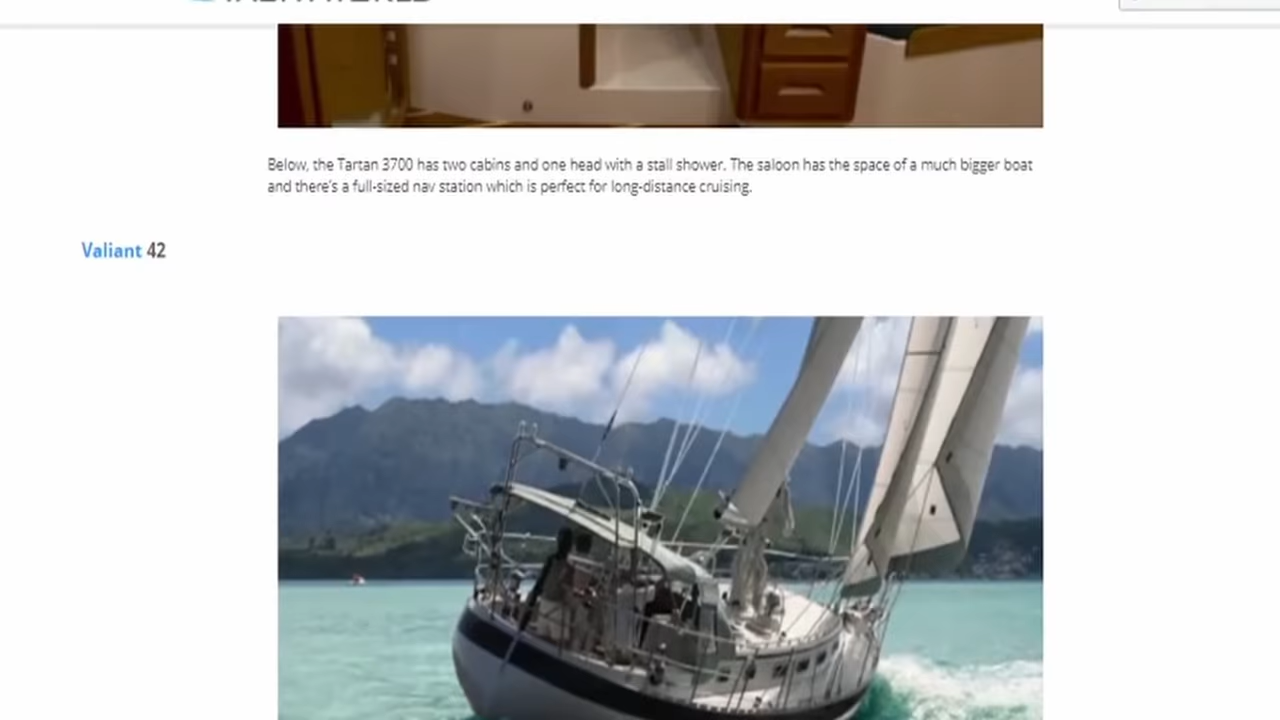 Below, the Tartan 3700 has two cabins and one head with a stall shower. The saloon has the space of a much bigger boat
and there's a full-sized nav station which is perfect for long-distance cruising.
Valiant 42